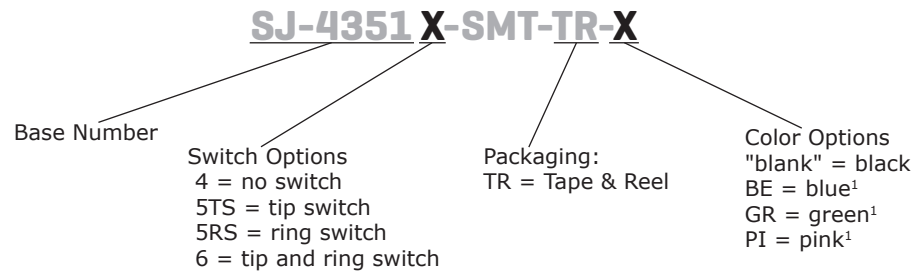 SJ-4351 X-SMT-TR-X
Base Number
Switch Options
4 = no switch
5TS = tip switch
5RS = ring switch
6 = tip and ring switch
Packaging:
TR = Tape & Reel
Color Options
"blank" = black
BE = blue¹
GR = green¹
PI = pink¹